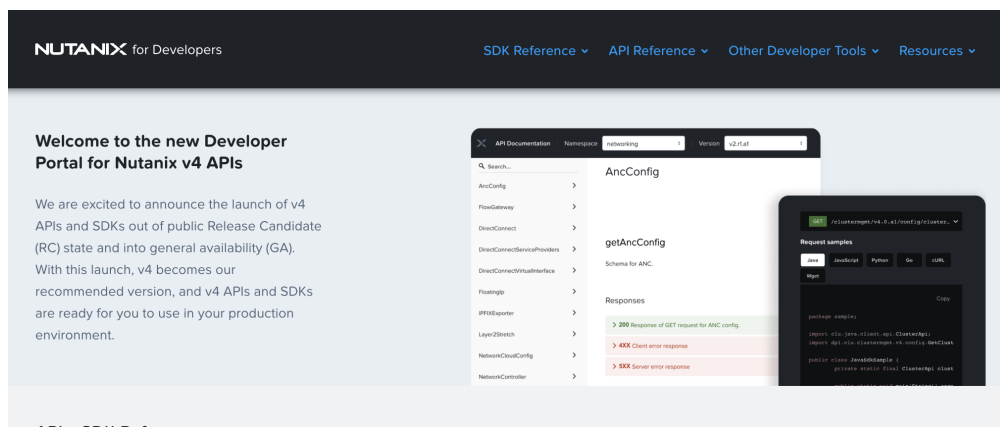 NUTANIX for Developers
SDK Reference
API Reference
Other Developer Tools
Resources
Welcome to the new Developer
Portal for Nutanix v4 APIs
We are excited to announce the launch of v4
APIs and SDKs out of public Release Candidate
(RC) state and into general availability (GA).
With this launch, v4 becomes our
recommended version, and v4 APIs and SDKs
are ready for you to use in your production
environment.
API Documentation
Namespace
networking
Version
v2.r1.a1
Search...
AncConfig
FlowGateway
DirectConnect
DirectConnectServiceProviders
DirectConnectVirtualInterface
FloatingIp
IPFIXExporter
Layer2Stretch
NetworkCloudConfig
NetworkController
AncConfig
getAncConfig
Schema for ANC.
Responses
200 Response of GET request for ANC config.
4XX Client error response
5XX Server error response
GET /clustermgmt/v4.0.a1/config/cluster…
Request samples
Java
JavaScript
Python
Go
cURL
Wget
Copy
package sample;
import clu.java.client.api.ClusterApi;
import dpi.clu.clustermgmt.v4.config.GetClust
public class JavaSdkSample {
private static final ClusterApi clust